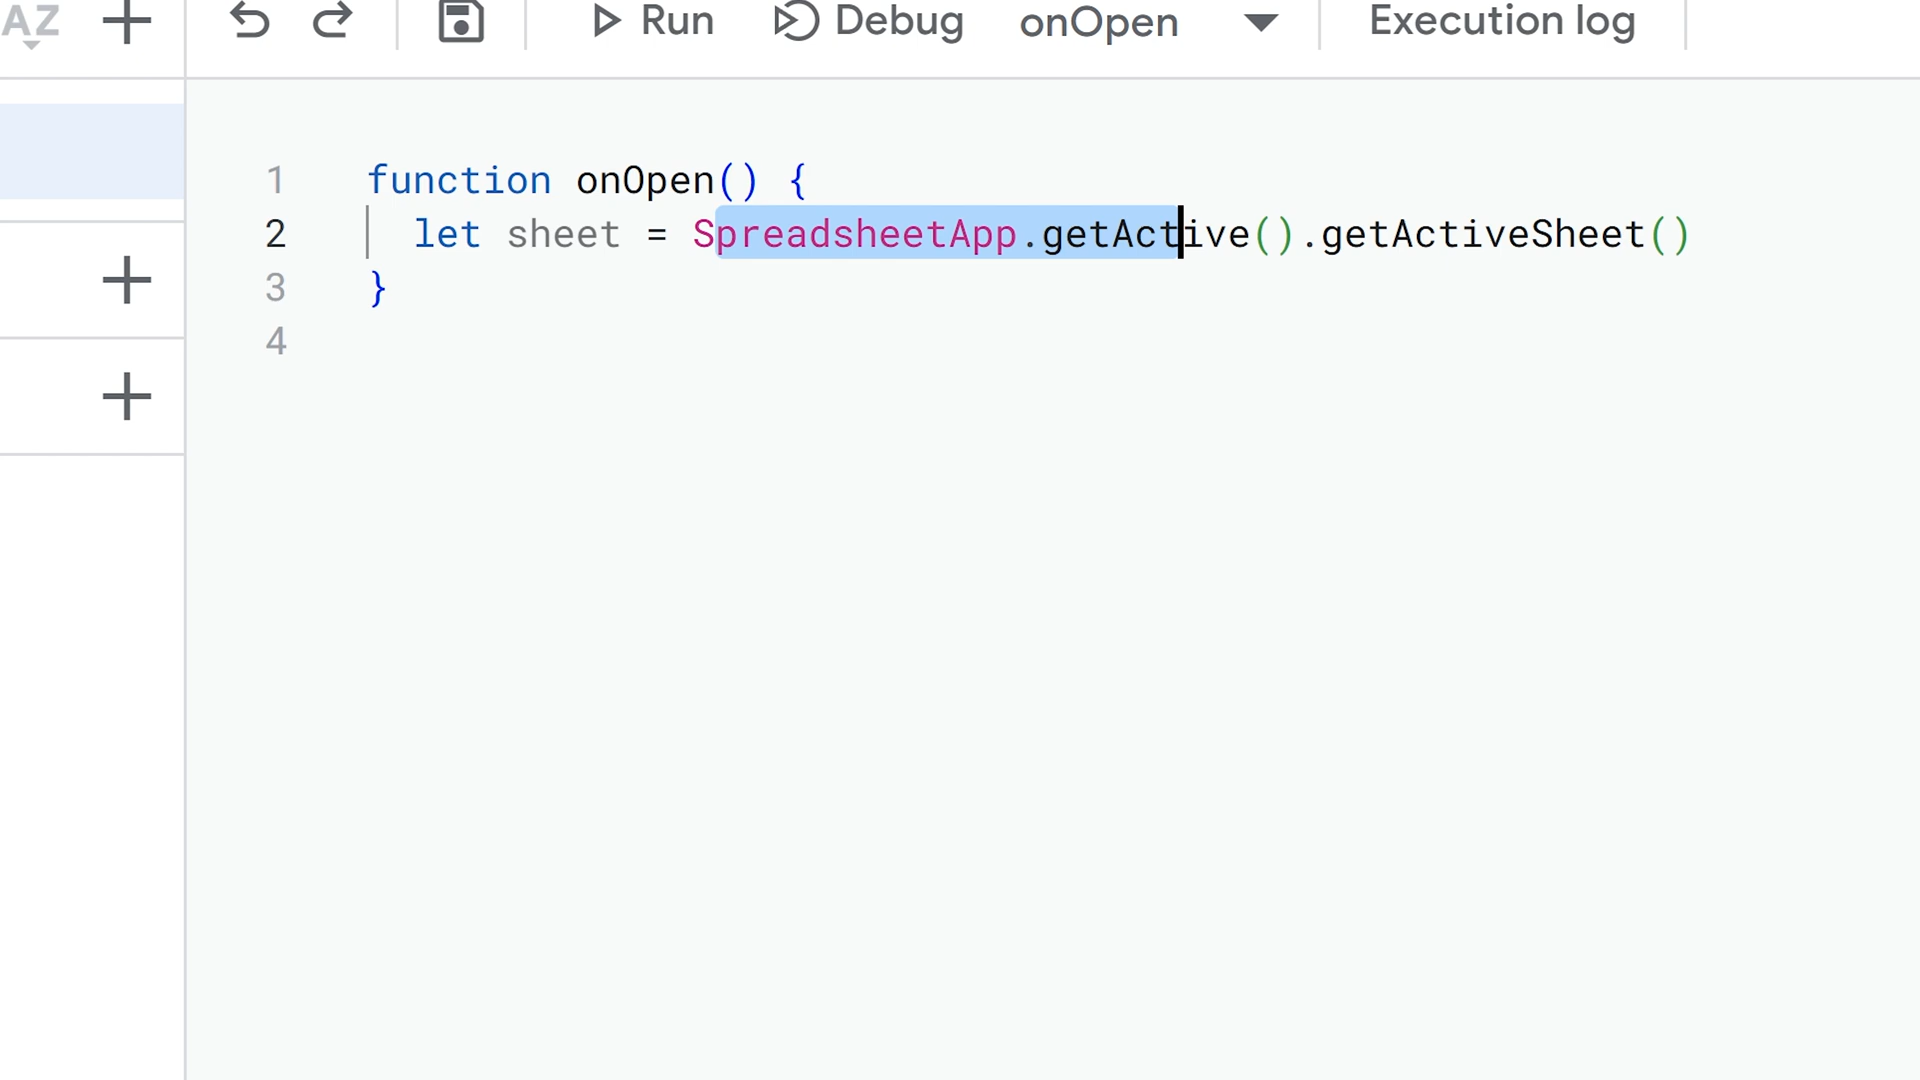 AZ
Run Debug onOpen Execution log
1 function onOpen() {
2 let sheet = SpreadsheetApp.getActive().getActiveSheet()
3 }
4